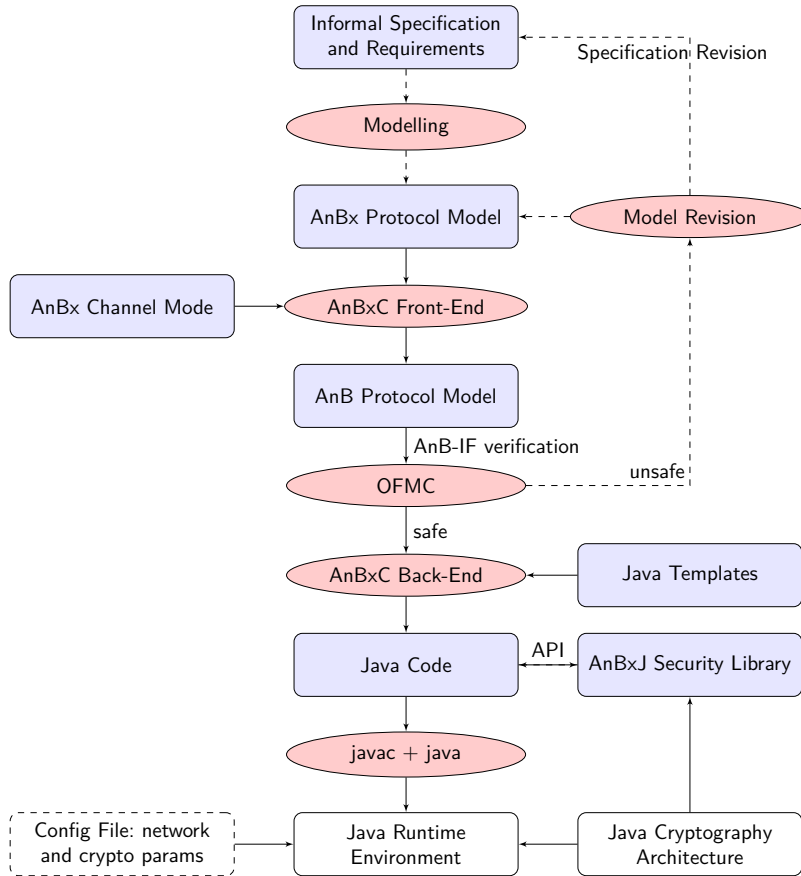 Informal Specification
and Requirements
Specification Revision
Modelling
AnBx Protocol Model
Model Revision
AnBx Channel Mode
AnBxC Front-End
AnB Protocol Model
AnB-IF verification
OFMC
unsafe
safe
AnBxC Back-End
Java Templates
Java Code
API
AnBxJ Security Library
javac + java
Config File: network
and crypto params
Java Runtime
Environment
Java Cryptography
Architecture